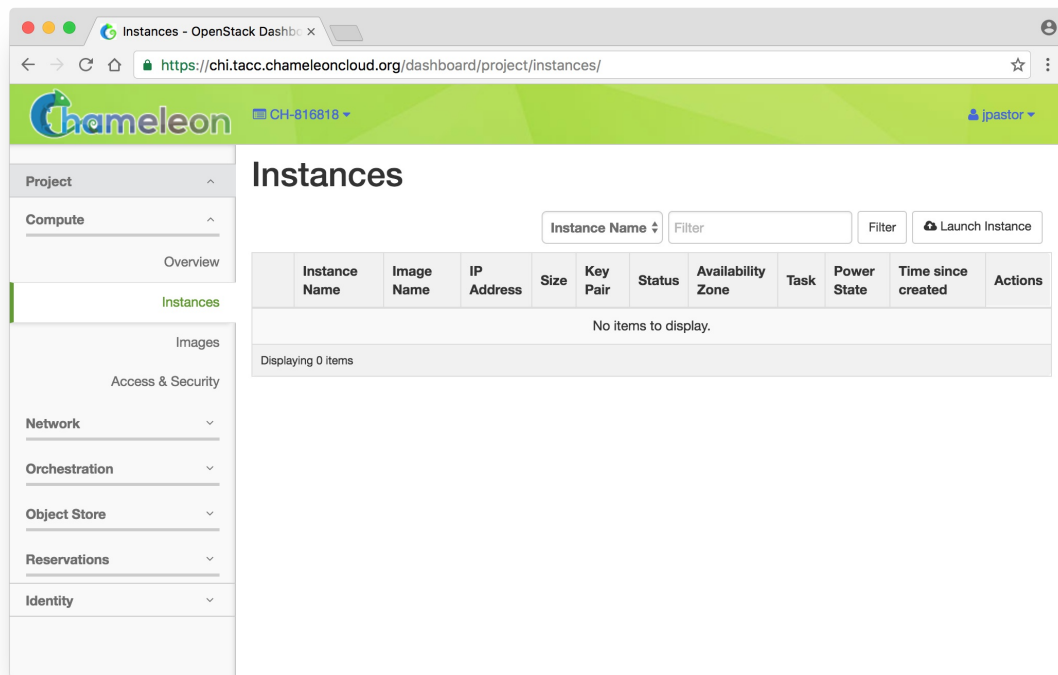 Instances - OpenStack Dashbo
https://chi.tacc.chameleoncloud.org/dashboard/project/instances/
Chameleon
CH-816818
jpastor
Project
Compute
Overview
Instances
Images
Access & Security
Network
Orchestration
Object Store
Reservations
Identity
Instances
Instance Name
Filter
Filter
Launch Instance
Instance Name
Image Name
IP Address
Size
Key Pair
Status
Availability Zone
Task
Power State
Time since created
Actions
No items to display.
Displaying 0 items